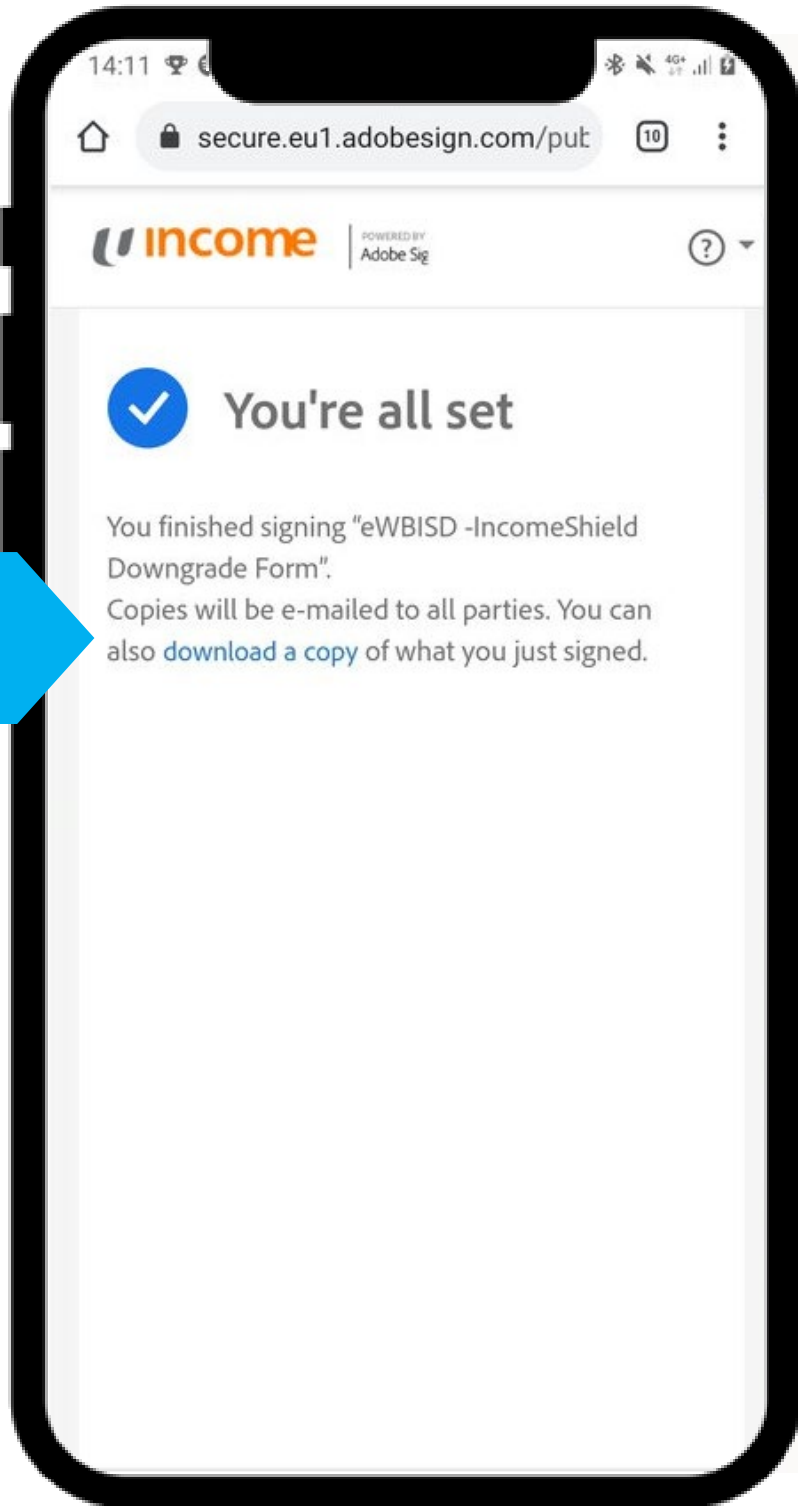 14:11
4G+
secure.eu1.adobesign.com/put
10
income
POWERED BY
Adobe Sig
?
You're all set
You finished signing “eWBISD -IncomeShield
Downgrade Form”.
Copies will be e-mailed to all parties. You can
also download a copy of what you just signed.